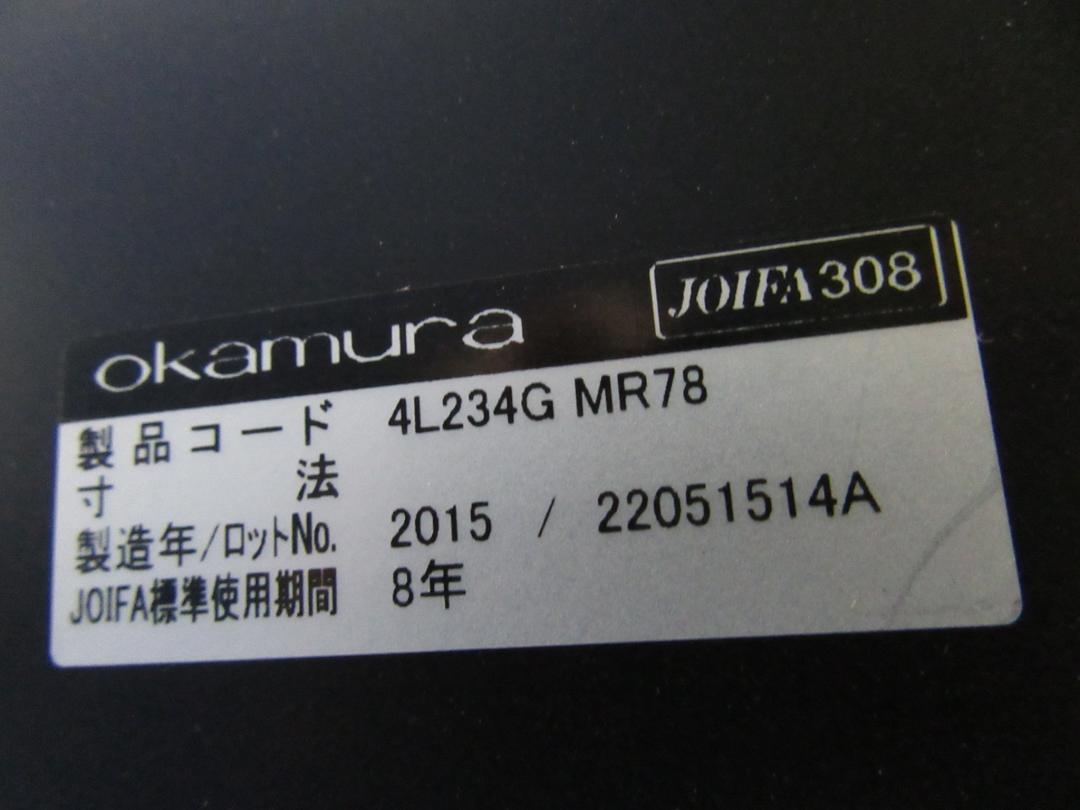 okamura JOIFA308
製品コード 4L234G MR78
寸法
製造年/ロットNo. 2015 / 22051514A
JOIFA標準使用期間 8年